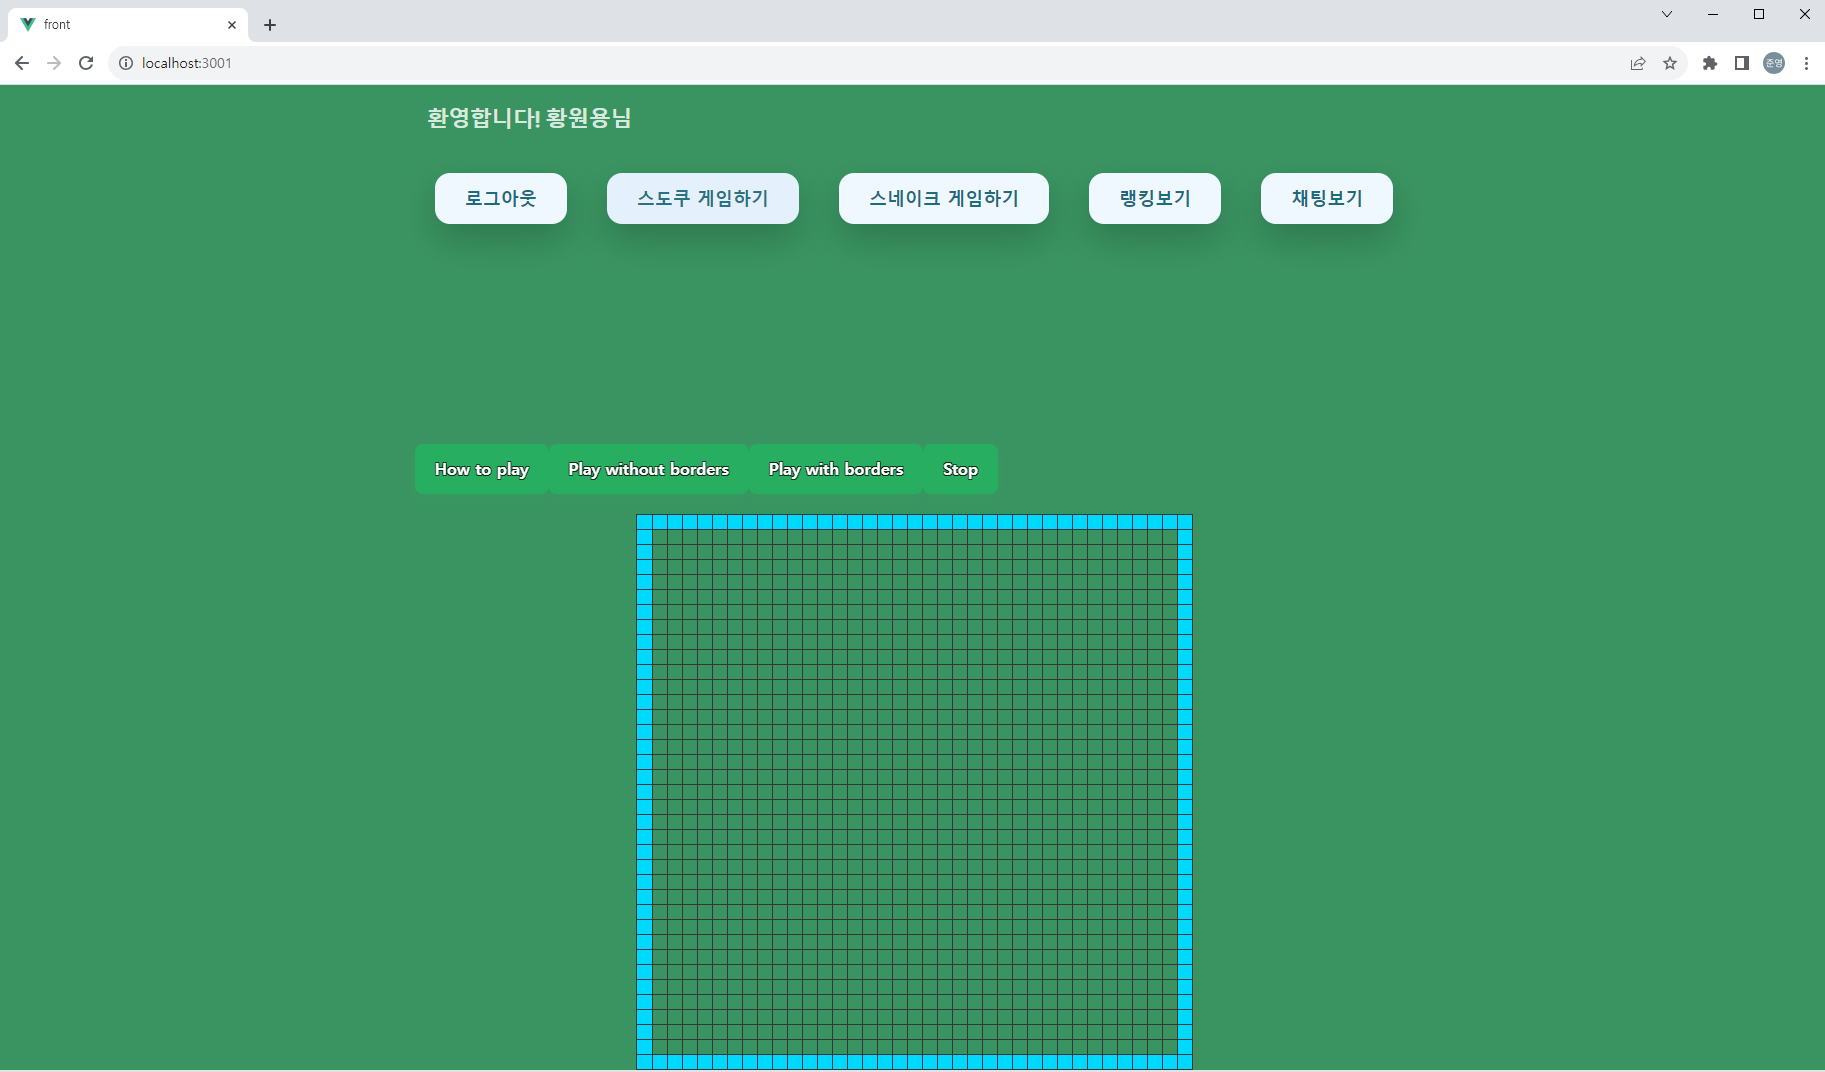 front
localhost:3001
준영
환영합니다! 황원용님
로그아웃 스도쿠 게임하기 스네이크 게임하기 랭킹보기 채팅보기
How to play Play without borders Play with borders Stop